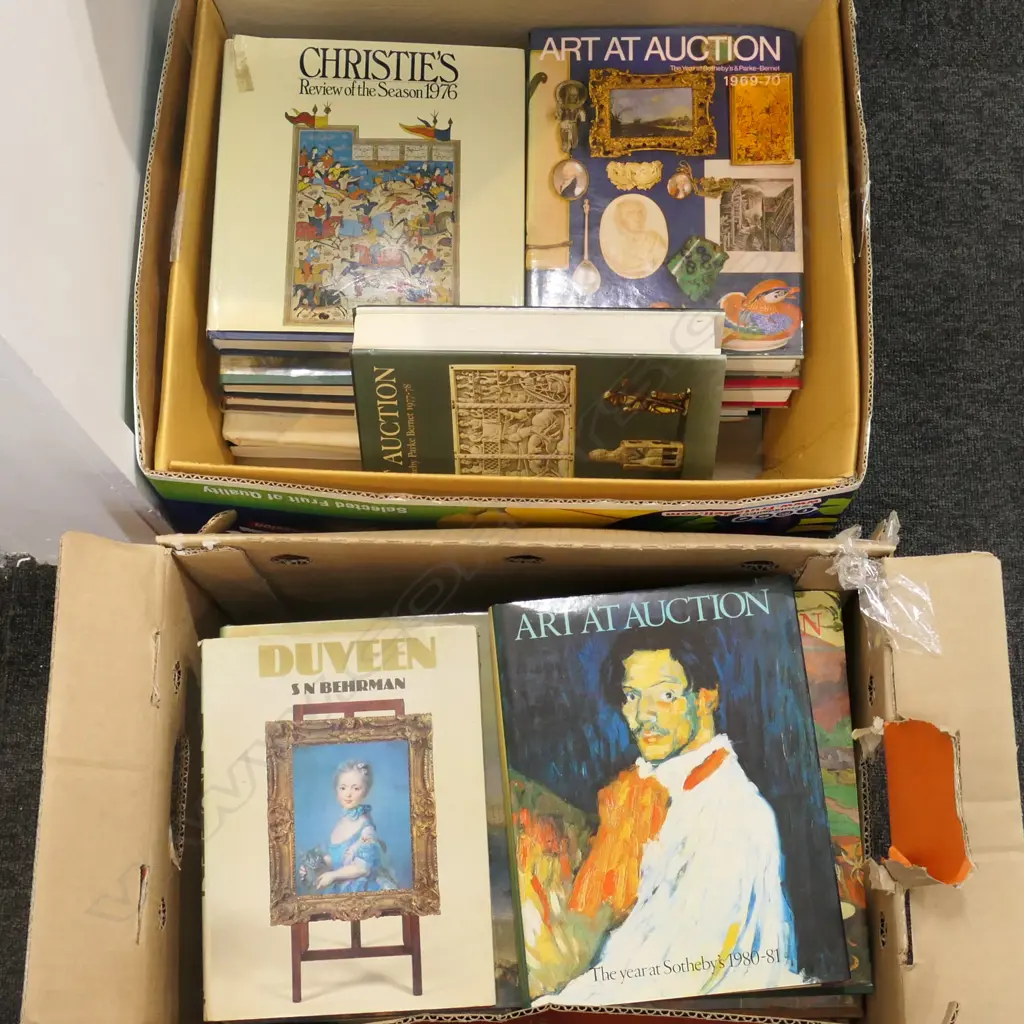 CHRISTIE'S
Review of the Season 1976
ART AT AUCTION
The Year at Sotheby's & Parke-Bernet
1969-70
AUCTION
Parke Bernet 1977-78
Selected Fruit of Quality
DUVEEN
S N BEHRMAN
ART AT AUCTION
The year at Sotheby's 1980-81
N